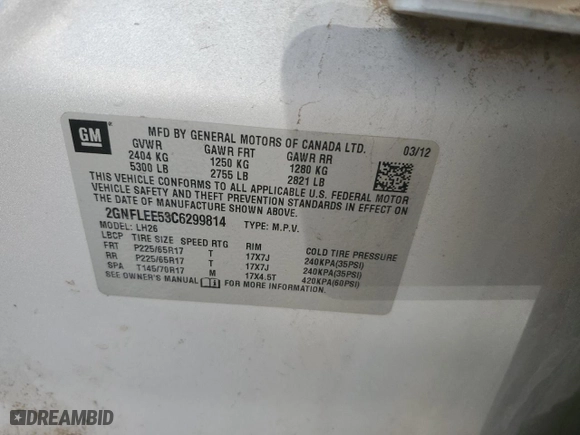 GM
MFD BY GENERAL MOTORS OF CANADA LTD.
03/12
GVWR GAWR FRT GAWR RR
2404 KG 1250 KG 1280 KG
5300 LB 2755 LB 2821 LB
THIS VEHICLE CONFORMS TO ALL APPLICABLE U.S. FEDERAL MOTOR
VEHICLE SAFETY AND THEFT PREVENTION STANDARDS IN EFFECT ON
THE DATE OF MANUFACTURE SHOWN ABOVE.
2GNFLEE53C6299814 TYPE: M.P.V.
MODEL: LH26
LBCP TIRE SIZE SPEED RTG RIM COLD TIRE PRESSURE
FRT P225/65R17 T 17X7J 240KPA(35PSI)
RR P225/65R17 T 17X7J 240KPA(35PSI)
SPA T145/70R17 M 17X4.5T 420KPA(60PSI)
SEE OWNER'S MANUAL FOR MORE INFORMATION.
DREAMBID